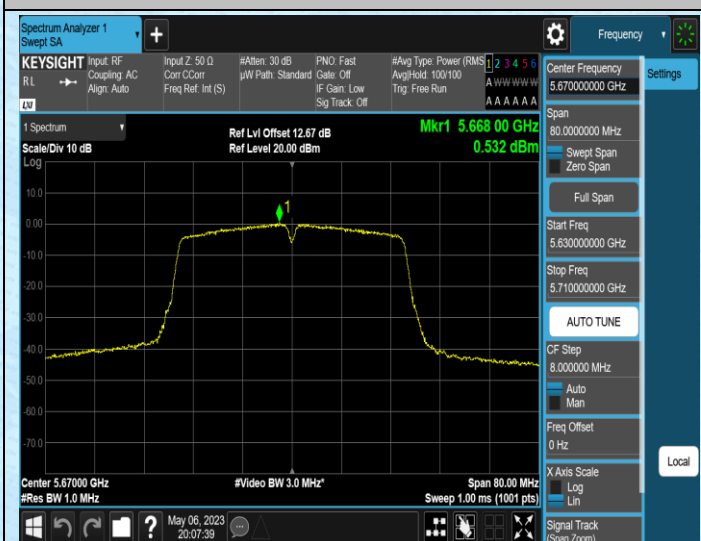 Spectrum Analyzer 1
Swept SA
+
Frequency
KEYSIGHT
R L
LXI
Input: RF
Coupling: AC
Align: Auto
Input Z: 50 Ω
Corr CCorr
Freq Ref: Int (S)
#Atten: 30 dB
µW Path: Standard
PNO: Fast
Gate: Off
IF Gain: Low
Sig Track: Off
#Avg Type: Power (RMS
Avg|Hold: 100/100
Trig: Free Run
1 2 3 4 5 6
A W W W W W
A A A A A A
1 Spectrum
Scale/Div 10 dB
Log
Ref Lvl Offset 12.67 dB
Ref Level 20.00 dBm
Mkr1 5.668 00 GHz
0.532 dBm
1
10.0
0.00
-10.0
-20.0
-30.0
-40.0
-50.0
-60.0
-70.0
Center 5.67000 GHz
#Res BW 1.0 MHz
#Video BW 3.0 MHz*
Span 80.00 MHz
Sweep 1.00 ms (1001 pts)
Center Frequency
5.670000000 GHz
Settings
Span
80.0000000 MHz
Swept Span
Zero Span
Full Span
Start Freq
5.630000000 GHz
Stop Freq
5.710000000 GHz
AUTO TUNE
CF Step
8.000000 MHz
Auto
Man
Freq Offset
0 Hz
X Axis Scale
Log
Lin
Local
Signal Track
(Span Zoom)
?
May 06, 2023
20:07:39